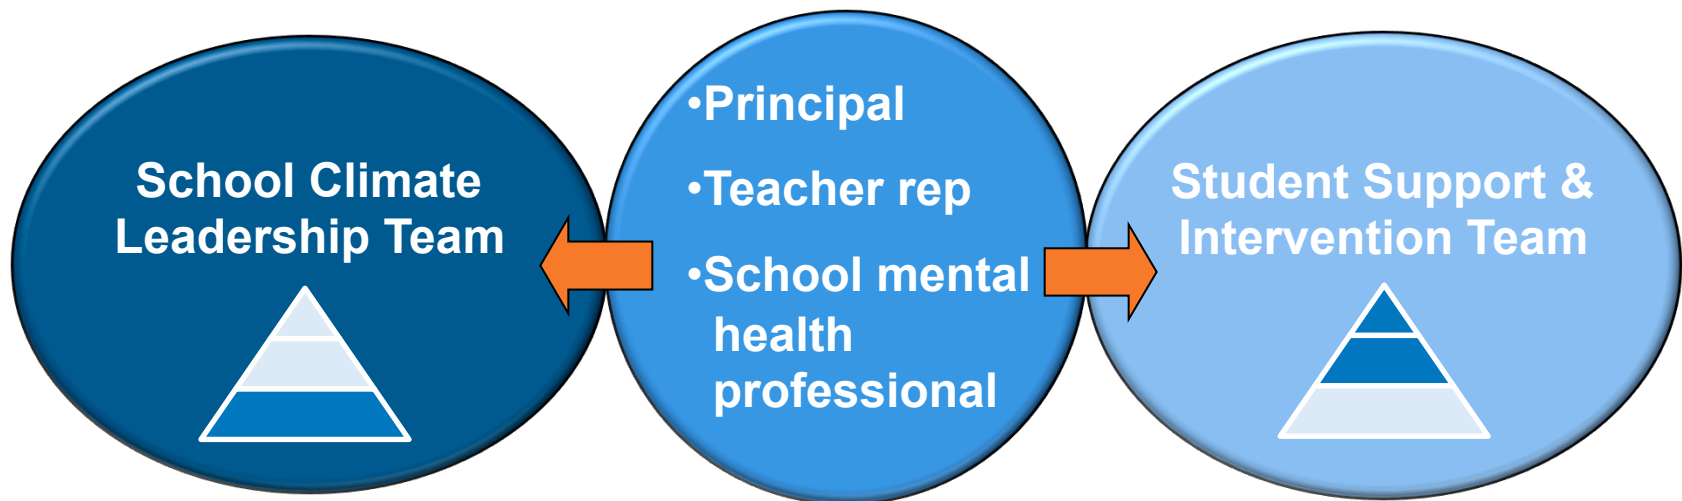 School Climate
Leadership Team
•Principal
•Teacher rep
•School mental
health
professional
Student Support &
Intervention Team